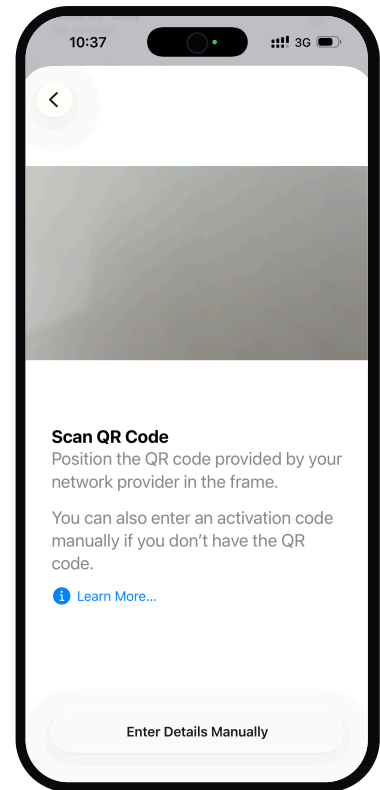 10:37
3G
Scan QR Code
Position the QR code provided by your
network provider in the frame.
You can also enter an activation code
manually if you don't have the QR
code.
Learn More...
Enter Details Manually